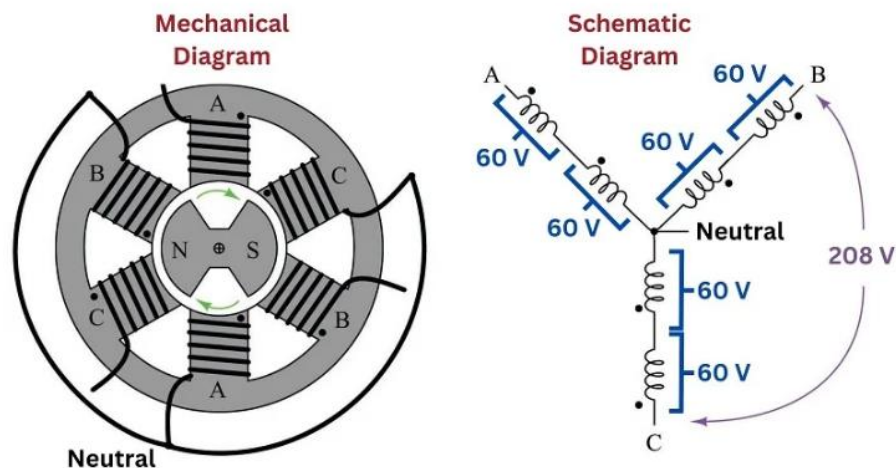 Mechanical
Diagram
A
B
C
N
S
C
B
A
Neutral
Schematic
Diagram
A
60 V
B
60 V
60 V
60 V
Neutral
208 V
60 V
60 V
C